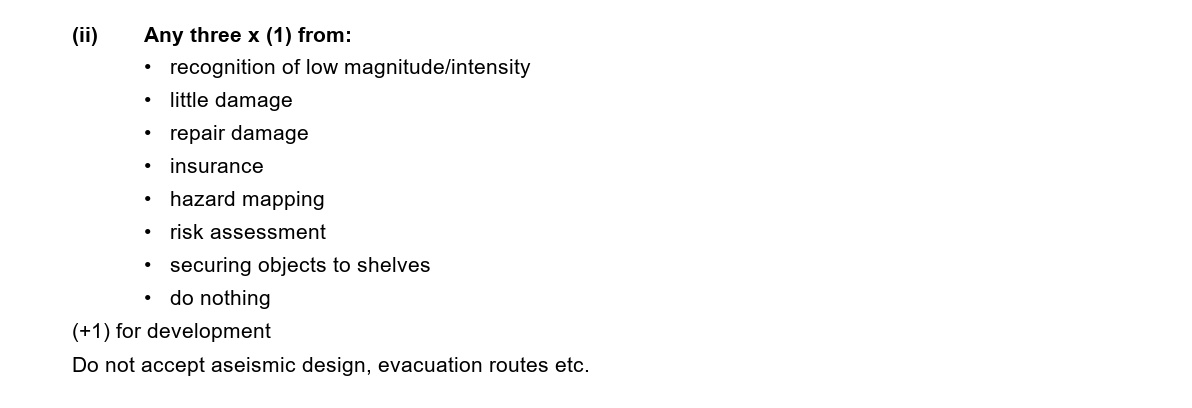 (ii) Any three x (1) from:
• recognition of low magnitude/intensity
• little damage
• repair damage
• insurance
• hazard mapping
• risk assessment
• securing objects to shelves
• do nothing
(+1) for development
Do not accept aseismic design, evacuation routes etc.